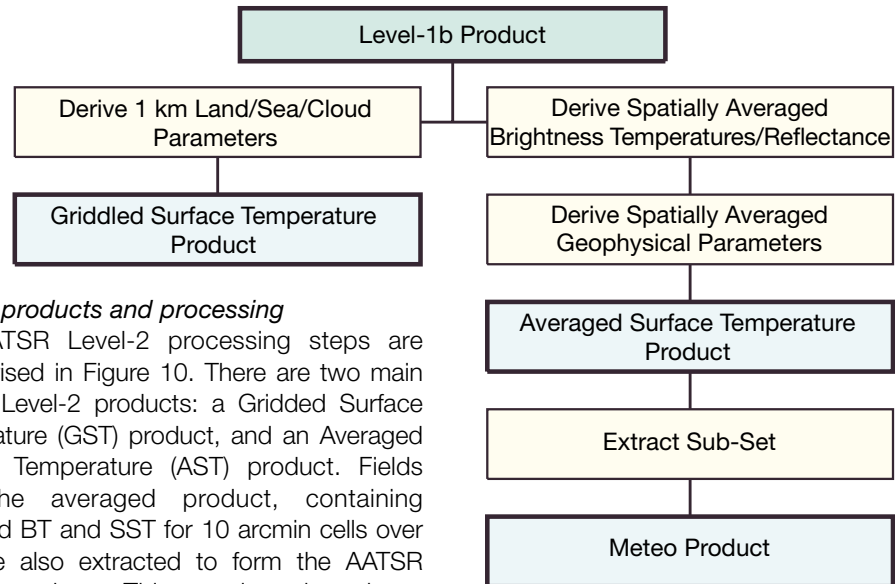 Level-1b Product
Derive 1 km Land/Sea/Cloud
Parameters
Derive Spatially Averaged
Brightness Temperatures/Reflectance
Griddled Surface Temperature
Product
Derive Spatially Averaged
Geophysical Parameters
Averaged Surface Temperature
Product
Extract Sub-Set
Meteo Product
products and processing
ATSR Level-2 processing steps are
ised in Figure 10. There are two main
Level-2 products: a Gridded Surface
ature (GST) product, and an Averaged
Temperature (AST) product. Fields
he averaged product, containing
d BT and SST for 10 arcmin cells over
e also extracted to form the AATSR